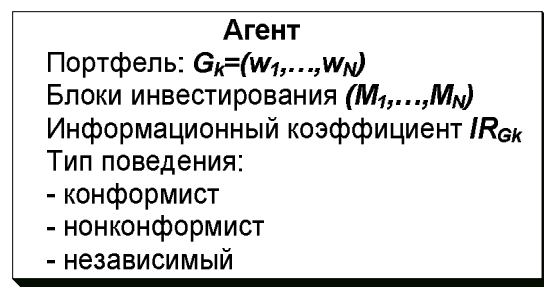 Агент
Портфель: Gk=(w1,…,wN)
Блоки инвестирования (M1,…,MN)
Информационный коэффициент IRGk
Тип поведения:
- конформист
- нонконформист
- независимый